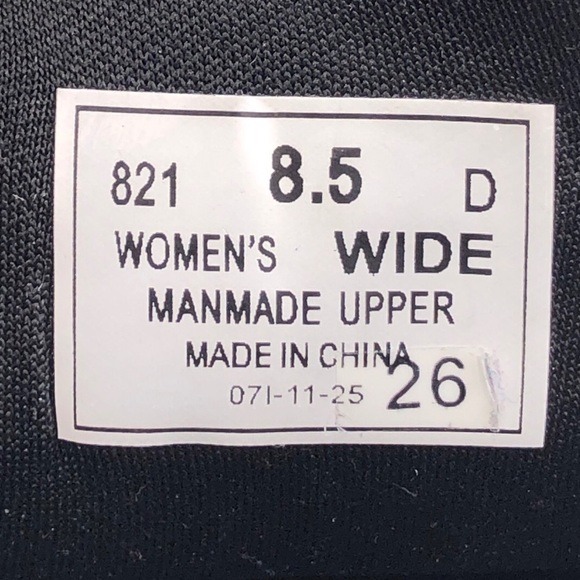 821 8.5 D
WOMEN'S WIDE
MANMADE UPPER
MADE IN CHINA
07I-11-25 26